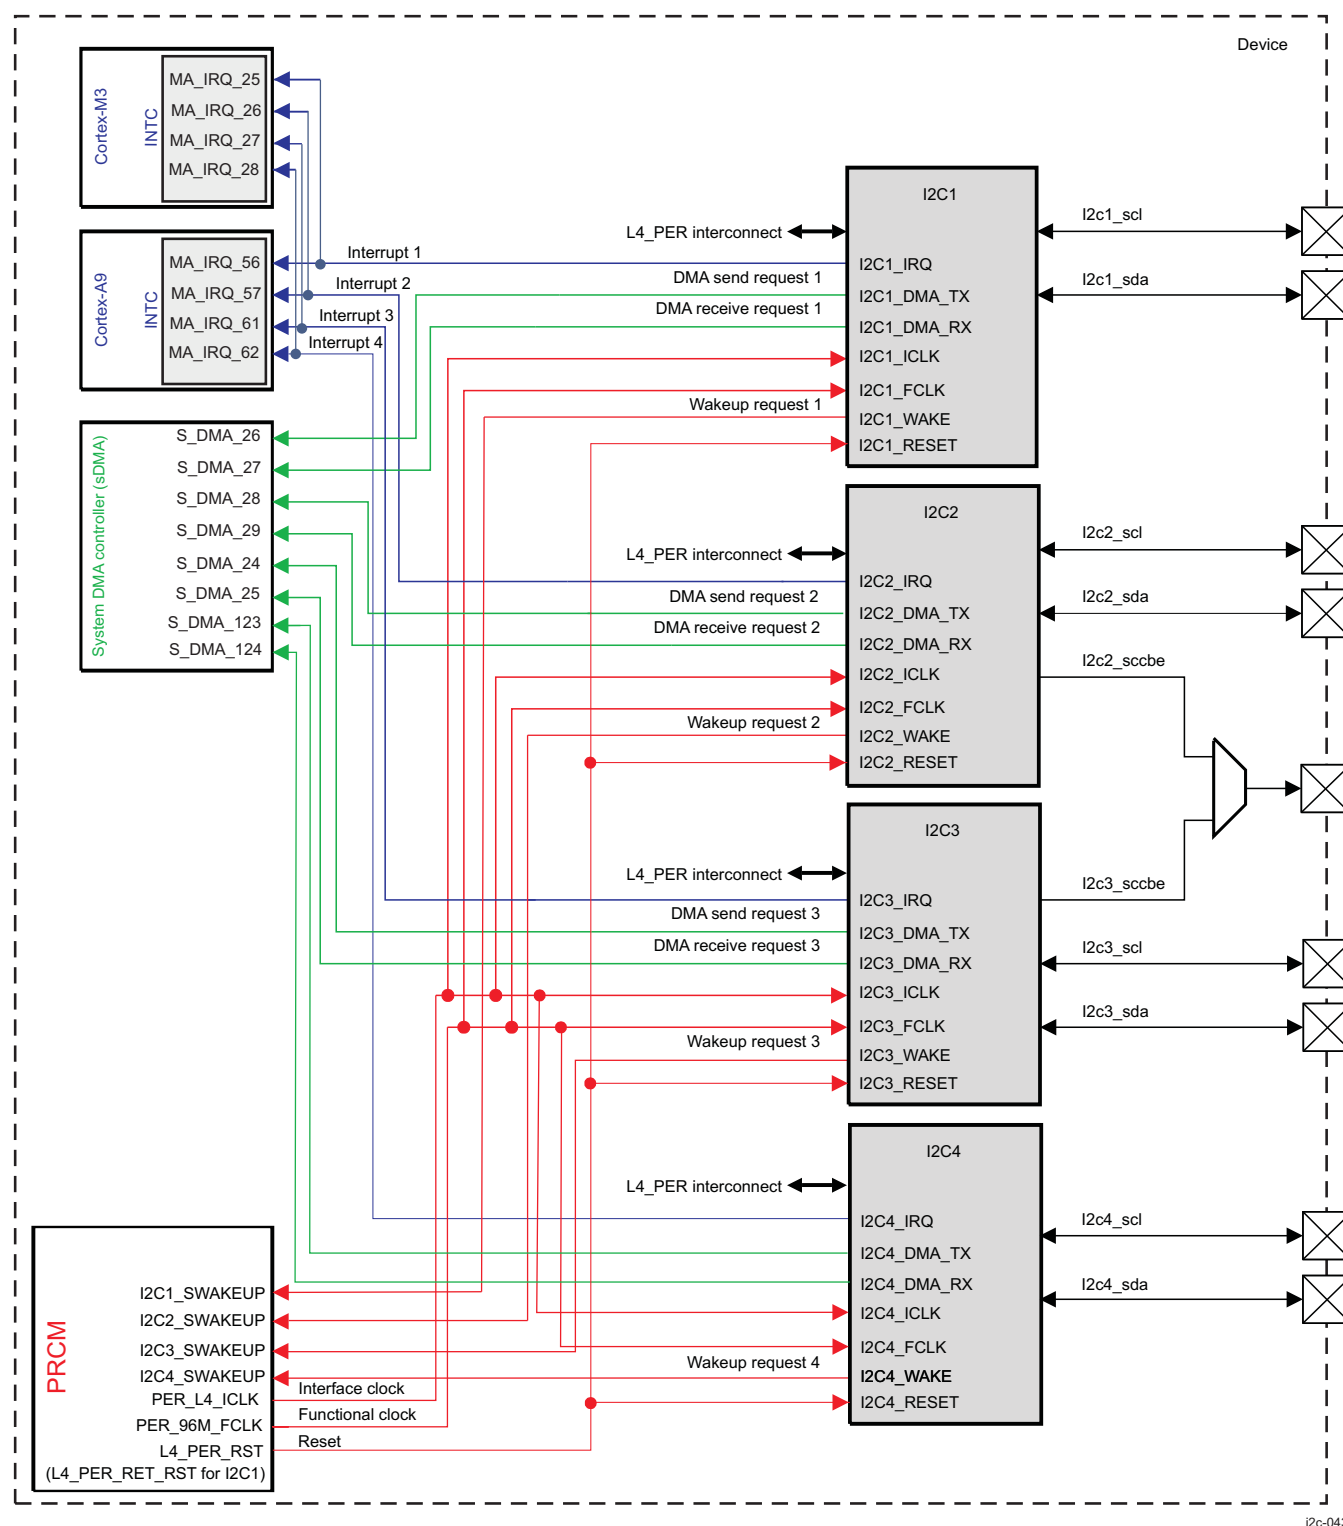 Device
Cortex-M3
INTC
MA_IRQ_25
MA_IRQ_26
MA_IRQ_27
MA_IRQ_28
Cortex-A9
INTC
MA_IRQ_56
MA_IRQ_57
MA_IRQ_61
MA_IRQ_62
Interrupt 1
Interrupt 2
Interrupt 3
Interrupt 4
System DMA controller (sDMA)
S_DMA_26
S_DMA_27
S_DMA_28
S_DMA_29
S_DMA_24
S_DMA_25
S_DMA_123
S_DMA_124
I2C1
L4_PER interconnect
DMA send request 1
DMA receive request 1
Wakeup request 1
I2C1_IRQ
I2C1_DMA_TX
I2C1_DMA_RX
I2C1_ICLK
I2C1_FCLK
I2C1_WAKE
I2C1_RESET
I2c1_scl
I2c1_sda
I2C2
L4_PER interconnect
DMA send request 2
DMA receive request 2
Wakeup request 2
I2C2_IRQ
I2C2_DMA_TX
I2C2_DMA_RX
I2C2_ICLK
I2C2_FCLK
I2C2_WAKE
I2C2_RESET
I2c2_scl
I2c2_sda
I2c2_sccbe
I2C3
L4_PER interconnect
DMA send request 3
DMA receive request 3
Wakeup request 3
I2C3_IRQ
I2C3_DMA_TX
I2C3_DMA_RX
I2C3_ICLK
I2C3_FCLK
I2C3_WAKE
I2C3_RESET
I2c3_sccbe
I2c3_scl
I2c3_sda
I2C4
L4_PER interconnect
Wakeup request 4
I2C4_IRQ
I2C4_DMA_TX
I2C4_DMA_RX
I2C4_ICLK
I2C4_FCLK
I2C4_WAKE
I2C4_RESET
I2c4_scl
I2c4_sda
PRCM
I2C1_SWAKEUP
I2C2_SWAKEUP
I2C3_SWAKEUP
I2C4_SWAKEUP
PER_L4_ICLK
PER_96M_FCLK
L4_PER_RST
(L4_PER_RET_RST for I2C1)
Interface clock
Functional clock
Reset